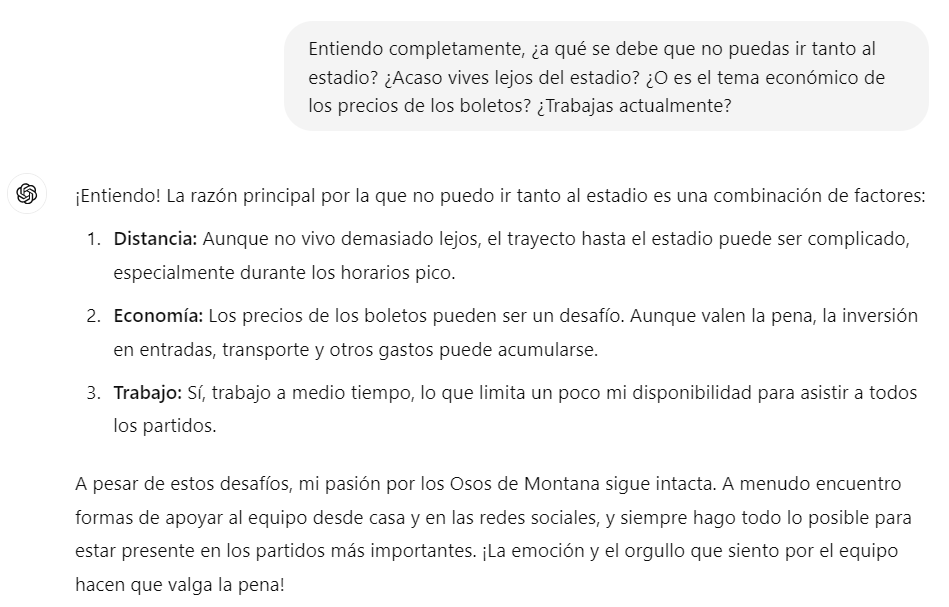 Entiendo completamente, ¿a qué se debe que no puedas ir tanto al
estadio? ¿Acaso vives lejos del estadio? ¿O es el tema económico de
los precios de los boletos? ¿Trabajas actualmente?
¡Entiendo! La razón principal por la que no puedo ir tanto al estadio es una combinación de factores:
1. Distancia: Aunque no vivo demasiado lejos, el trayecto hasta el estadio puede ser complicado,
especialmente durante los horarios pico.
2. Economía: Los precios de los boletos pueden ser un desafío. Aunque valen la pena, la inversión
en entradas, transporte y otros gastos puede acumularse.
3. Trabajo: Sí, trabajo a medio tiempo, lo que limita un poco mi disponibilidad para asistir a todos
los partidos.
A pesar de estos desafíos, mi pasión por los Osos de Montana sigue intacta. A menudo encuentro
formas de apoyar al equipo desde casa y en las redes sociales, y siempre hago todo lo posible para
estar presente en los partidos más importantes. ¡La emoción y el orgullo que siento por el equipo
hacen que valga la pena!